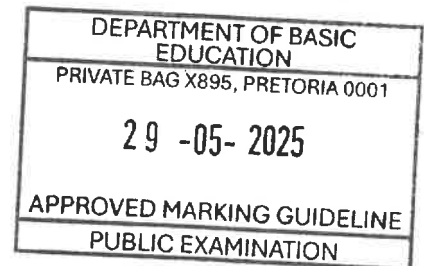 DEPARTMENT OF BASIC
EDUCATION
PRIVATE BAG X895, PRETORIA 0001
29 -05- 2025
APPROVED MARKING GUIDELINE
PUBLIC EXAMINATION